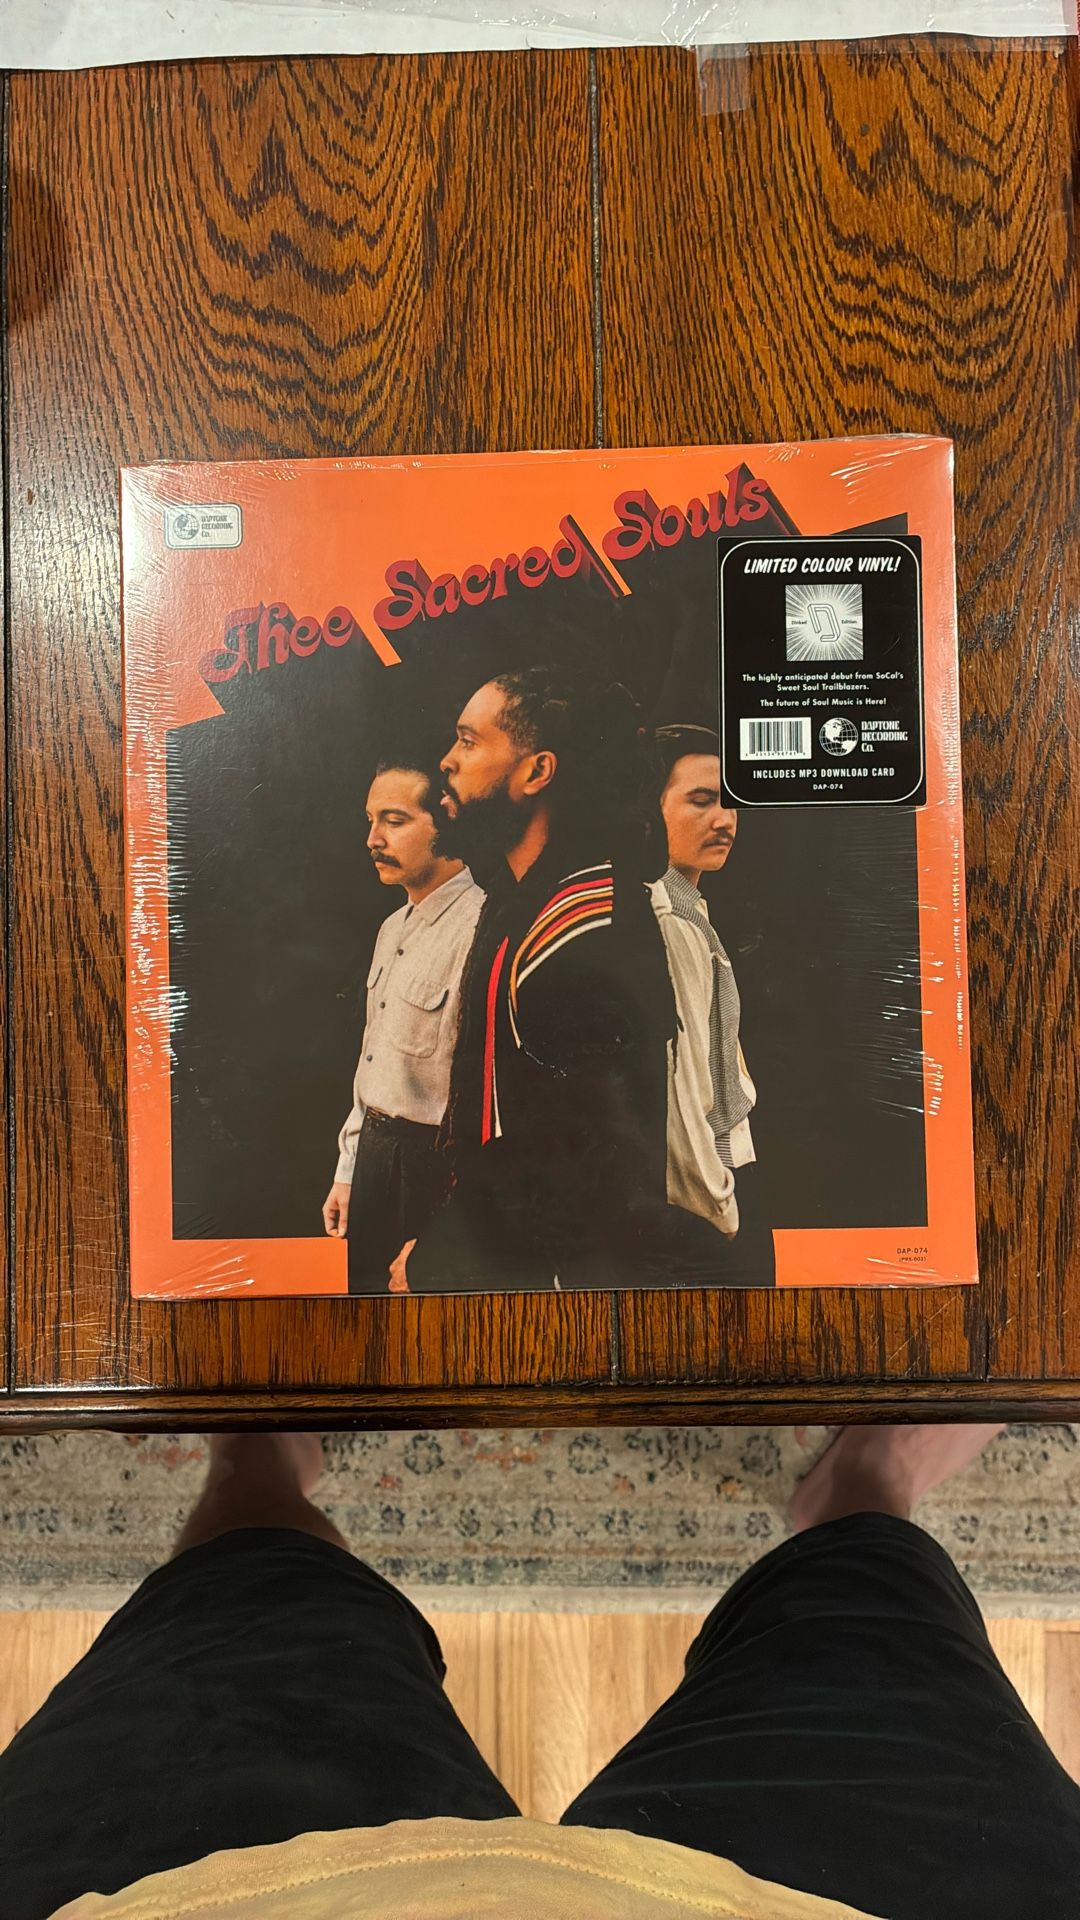 Thee Sacred Souls
DAPTONE
RECORDING
Co.
LIMITED COLOUR VINYL!
Dinked Edition
The highly anticipated debut from SoCal's
Sweet Soul Trailblazers.
The future of Soul Music is Here!
DAPTONE
RECORDING
Co.
INCLUDES MP3 DOWNLOAD CARD
DAP-074
DAP-074
(PRS-002)